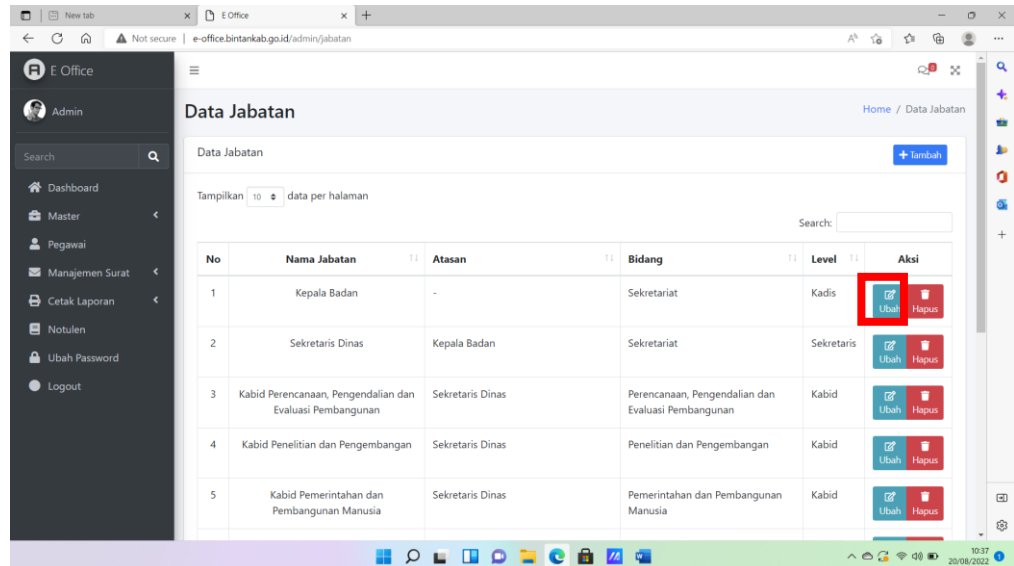 New tab
E Office
Not secure
e-office.bintankab.go.id/admin/jabatan
E Office
Admin
Search
Dashboard
Master
Pegawai
Manajemen Surat
Cetak Laporan
Notulen
Ubah Password
Logout
Data Jabatan
Home / Data Jabatan
Data Jabatan
+ Tambah
Tampilkan 10 data per halaman
Search:
No Nama Jabatan Atasan Bidang Level Aksi
1 Kepala Badan - Sekretariat Kadis Ubah Hapus
2 Sekretaris Dinas Kepala Badan Sekretariat Sekretaris Ubah Hapus
3 Kabid Perencanaan, Pengendalian dan Sekretaris Dinas Perencanaan, Pengendalian dan Kabid
Evaluasi Pembangunan Evaluasi Pembangunan Ubah Hapus
4 Kabid Penelitian dan Pengembangan Sekretaris Dinas Penelitian dan Pengembangan Kabid Ubah Hapus
5 Kabid Pemerintahan dan Sekretaris Dinas Pemerintahan dan Pembangunan Kabid
Pembangunan Manusia Manusia Ubah Hapus
10:37
20/08/2022